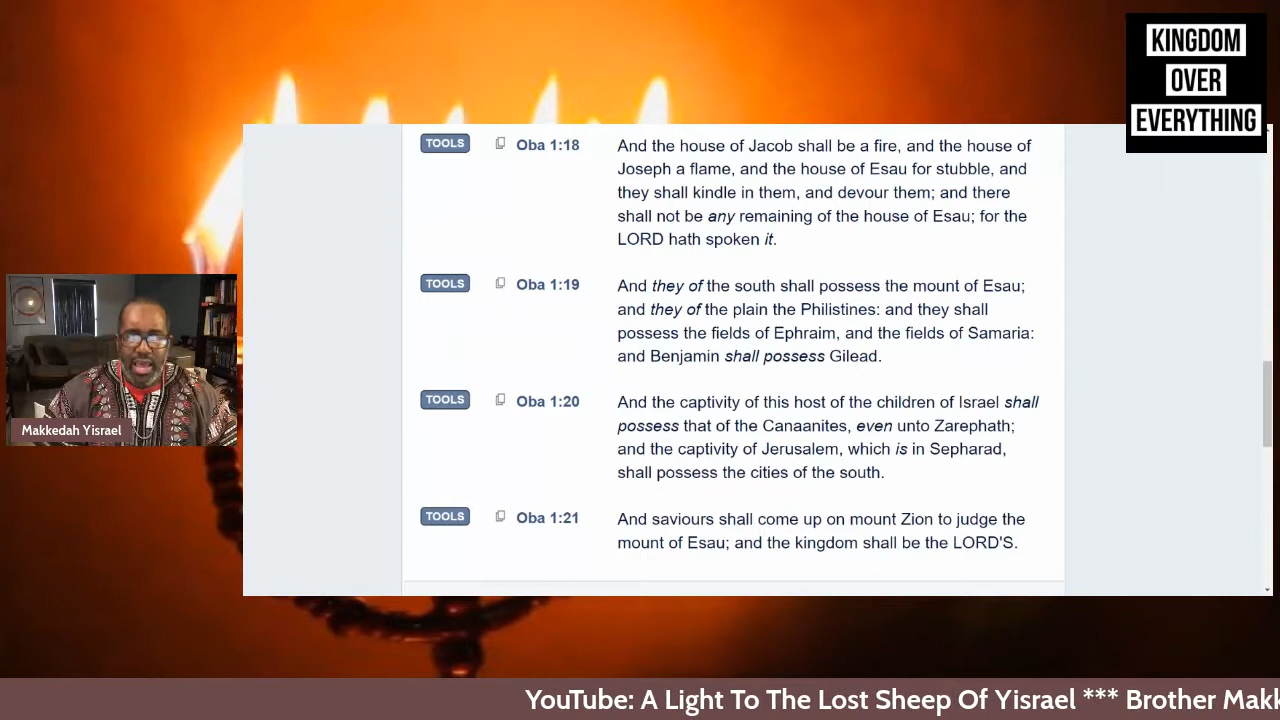 KINGDOM
OVER
EVERYTHING
TOOLS Oba 1:18 And the house of Jacob shall be a fire, and the house of
Joseph a flame, and the house of Esau for stubble, and
they shall kindle in them, and devour them; and there
shall not be any remaining of the house of Esau; for the
LORD hath spoken it.
TOOLS Oba 1:19 And they of the south shall possess the mount of Esau;
and they of the plain the Philistines: and they shall
possess the fields of Ephraim, and the fields of Samaria:
and Benjamin shall possess Gilead.
TOOLS Oba 1:20 And the captivity of this host of the children of Israel shall
possess that of the Canaanites, even unto Zarephath;
and the captivity of Jerusalem, which is in Sepharad,
shall possess the cities of the south.
TOOLS Oba 1:21 And saviours shall come up on mount Zion to judge the
mount of Esau; and the kingdom shall be the LORD'S.
Makkedah Yisrael
YouTube: A Light To The Lost Sheep Of Yisrael *** Brother Makk